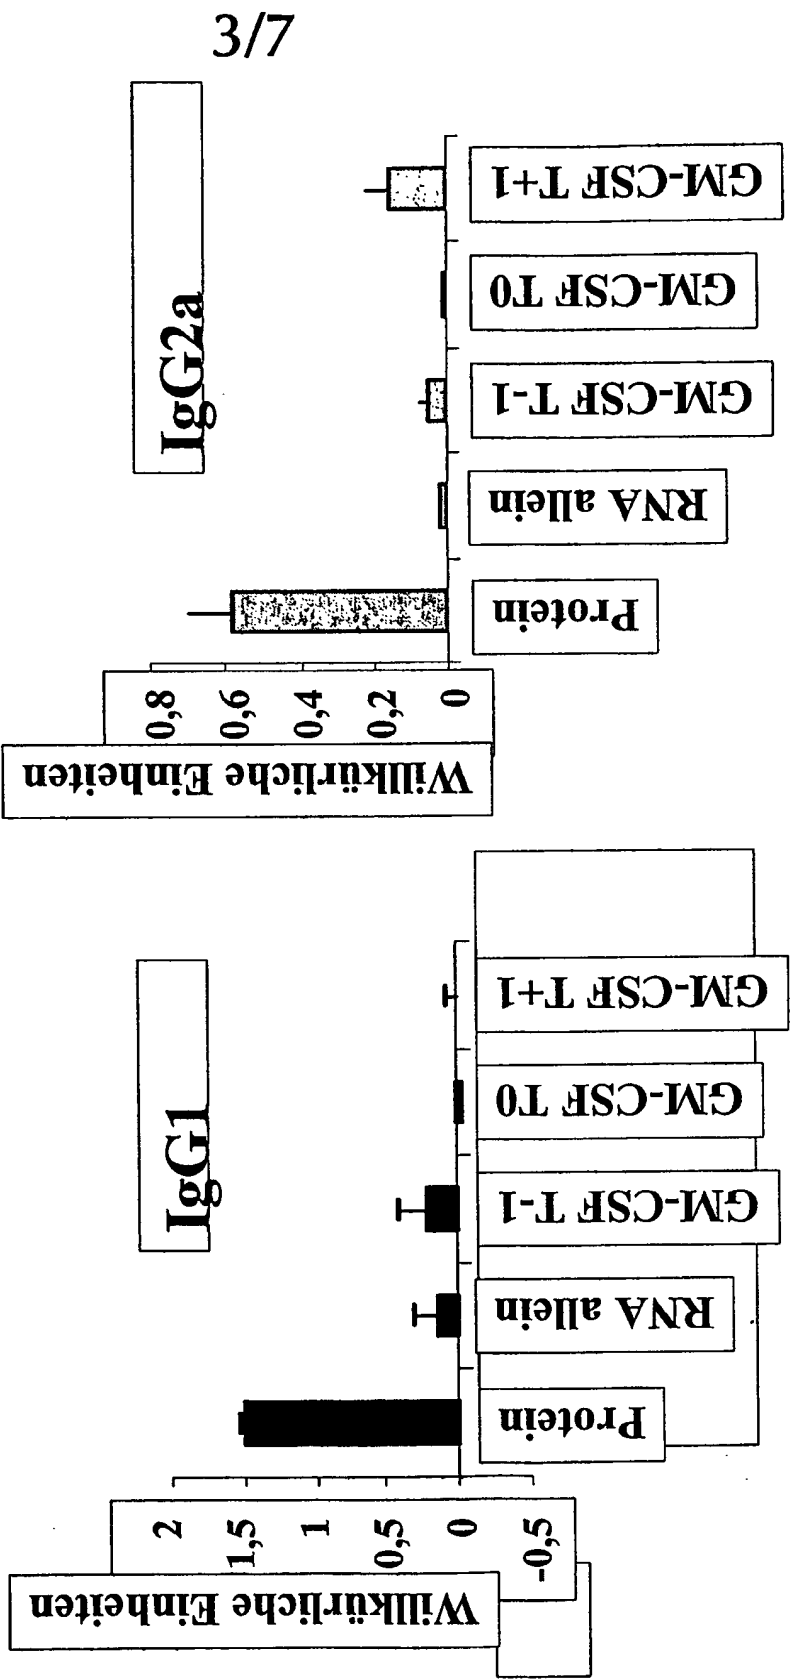 3/7
IgG1
Willkürliche Einheiten
2
1,5
1
0,5
0
-0,5
Protein
RNA allein
GM-CSF T-1
GM-CSF T0
GM-CSF T+1
IgG2a
Willkürliche Einheiten
0,8
0,6
0,4
0,2
0
Protein
RNA allein
GM-CSF T-1
GM-CSF T0
GM-CSF T+1